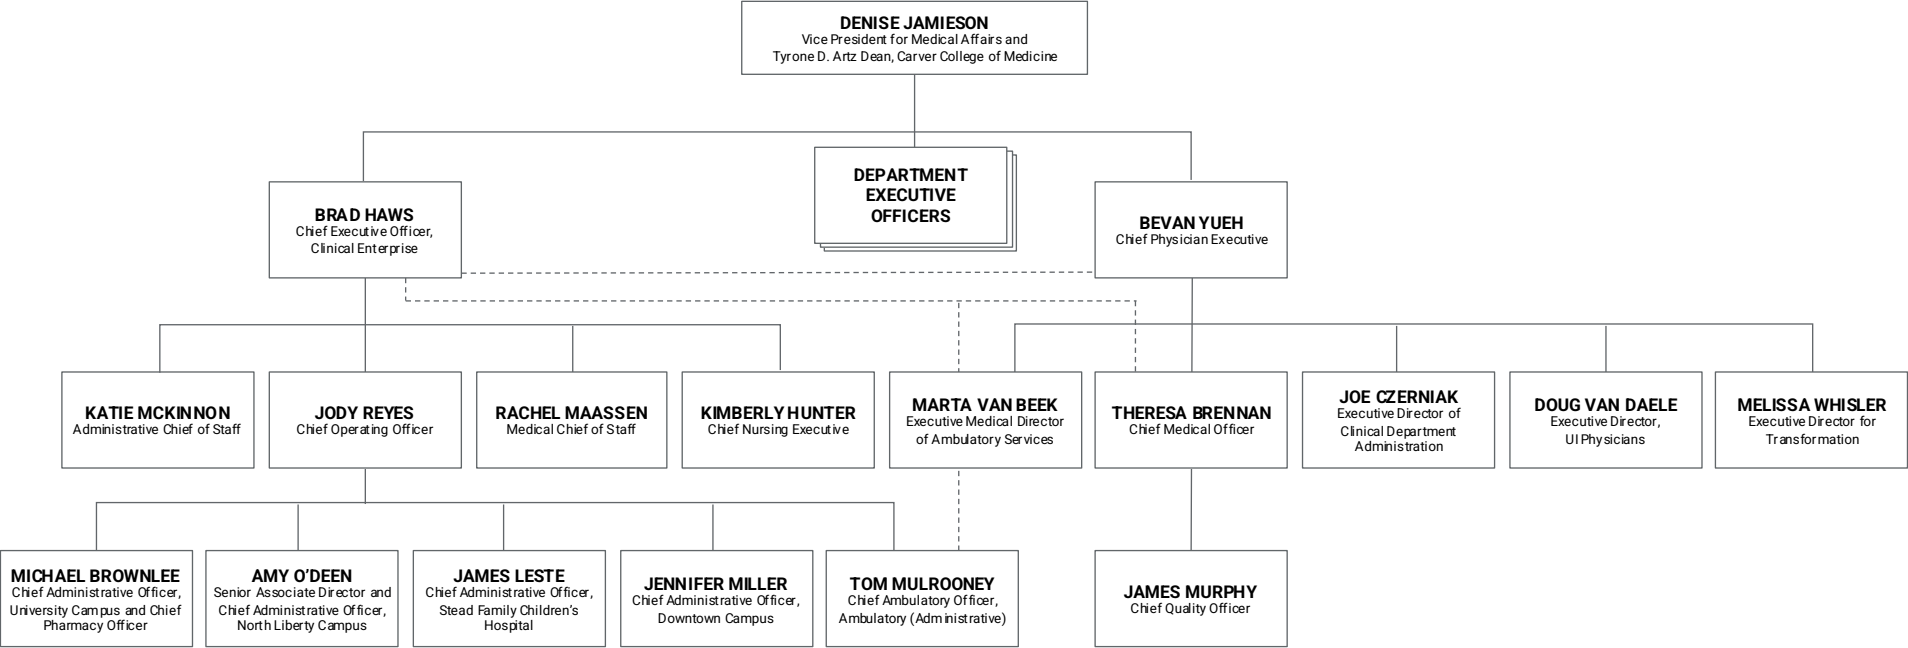 DENISE JAMIESON
Vice President for Medical Affairs and
Tyrone D. Artz Dean, Carver College of Medicine
DEPARTMENT
EXECUTIVE
OFFICERS
BRAD HAWS
Chief Executive Officer,
Clinical Enterprise
BEVAN YUEH
Chief Physician Executive
KATIE MCKINNON
Administrative Chief of Staff
JODY REYES
Chief Operating Officer
RACHEL MAASSEN
Medical Chief of Staff
KIMBERLY HUNTER
Chief Nursing Executive
MARTA VAN BEEK
Executive Medical Director
of Ambulatory Services
THERESA BRENNAN
Chief Medical Officer
JOE CZERNIAK
Executive Director of
Clinical Department
Administration
DOUG VAN DAELE
Executive Director,
UI Physicians
MELISSA WHISLER
Executive Director for
Transformation
MICHAEL BROWNLEE
Chief Administrative Officer,
University Campus and Chief
Pharmacy Officer
AMY O’DEEN
Senior Associate Director and
Chief Administrative Officer,
North Liberty Campus
JAMES LESTE
Chief Administrative Officer,
Stead Family Children’s
Hospital
JENNIFER MILLER
Chief Administrative Officer,
Downtown Campus
TOM MULROONEY
Chief Ambulatory Officer,
Ambulatory (Administrative)
JAMES MURPHY
Chief Quality Officer